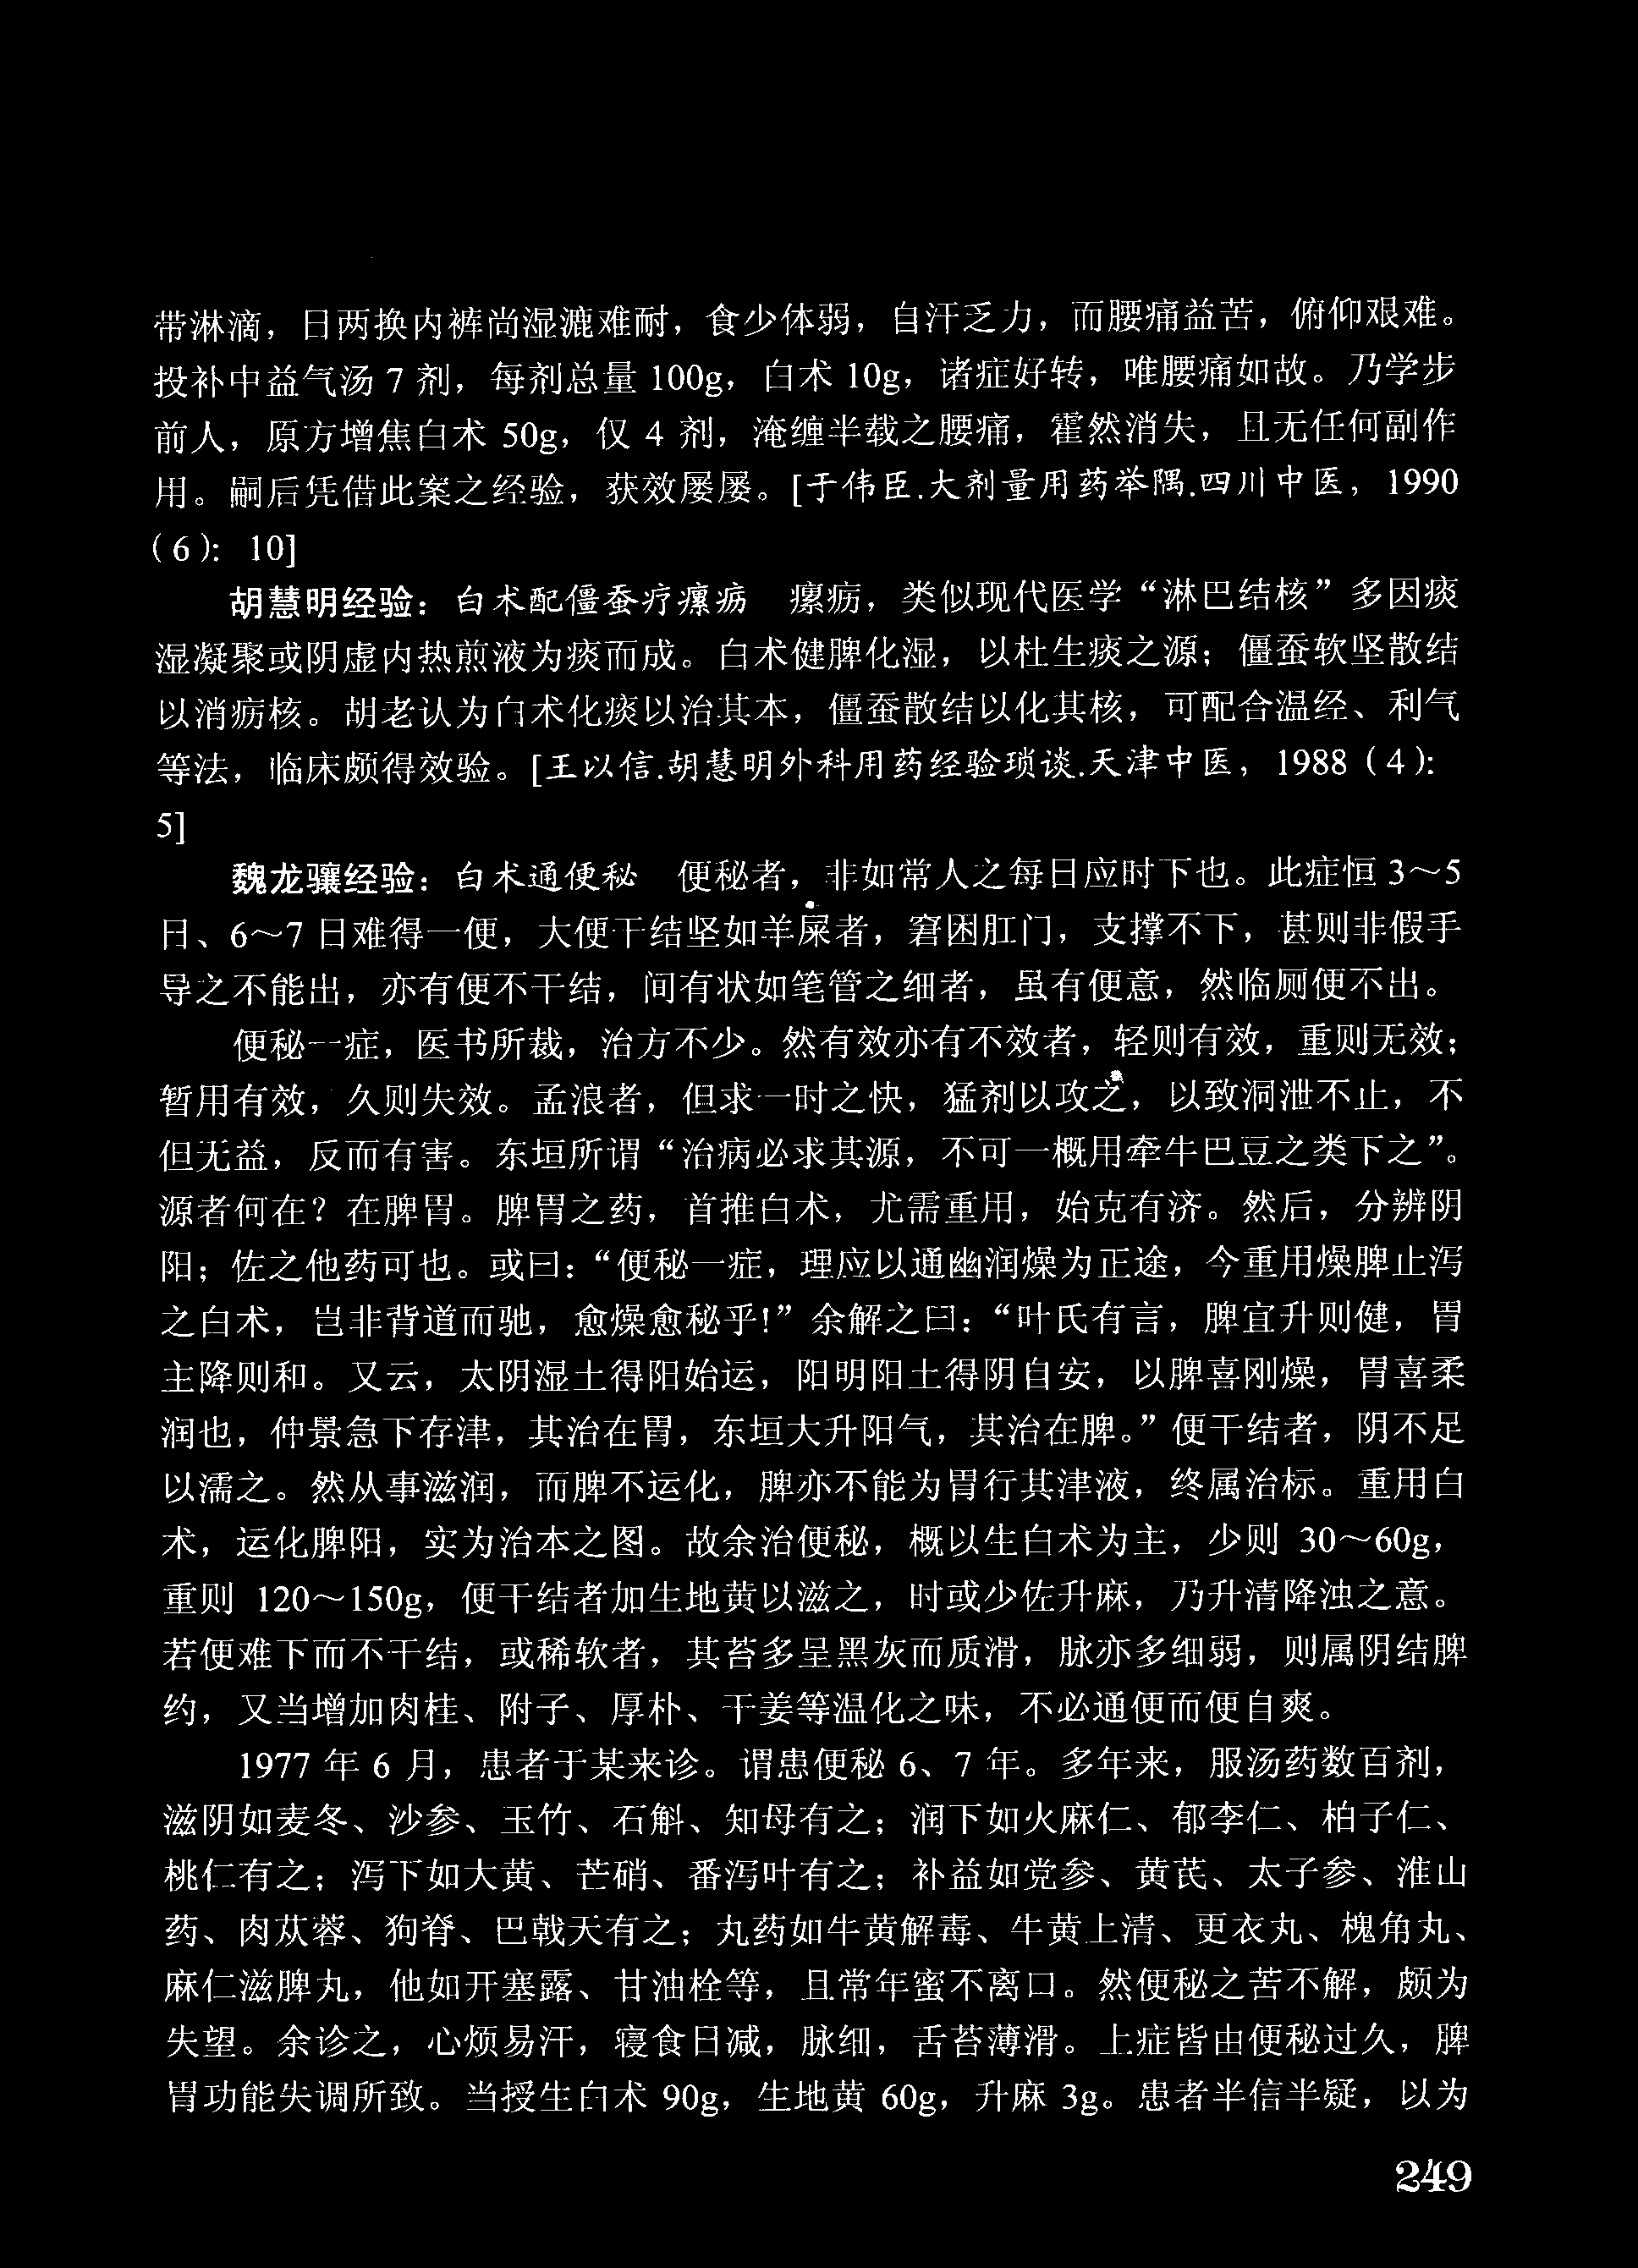 带淋滴，日两换内裤尚湿漉难耐，食少体弱，自汗乏力，而腰痛益苦，俯仰艰难。
投补中益气汤 7 剂，每剂总量 100g，白术 10g，诸症好转，唯腰痛如故。乃学步
前人，原方增焦白术 50g，仅 4 剂，淹缠半载之腰痛，霍然消失，且无任何副作
用。嗣后凭借此案之经验，获效屡屡。[于伟臣.大剂量用药举隅.四川中医，1990
(6)：10]
胡慧明经验：白术配僵蚕疗瘰疬　瘰疬，类似现代医学“淋巴结核”多因痰
湿凝聚或阴虚内热煎液为痰而成。白术健脾化湿，以杜生痰之源；僵蚕软坚散结
以消疬核。胡老认为白术化痰以治其本，僵蚕散结以化其核，可配合温经、利气
等法，临床颇得效验。[王以信.胡慧明外科用药经验琐谈.天津中医，1988（4）：
5]
魏龙骧经验：白术通便秘　便秘者，非如常人之每日应时下也。此症恒 3～5
日、6～7 日难得一便，大便干结坚如羊屎者，窘困肛门，支撑不下，甚则非假手
导之不能出，亦有便不干结，间有状如笔管之细者，虽有便意，然临厕便不出。
便秘一症，医书所裁，治方不少。然有效亦有不效者，轻则有效，重则无效；
暂用有效，久则失效。孟浪者，但求一时之快，猛剂以攻之，以致洞泄不止，不
但无益，反而有害。东垣所谓“治病必求其源，不可一概用牵牛巴豆之类下之”。
源者何在？在脾胃。脾胃之药，首推白术，尤需重用，始克有济。然后，分辨阴
阳；佐之他药可也。或曰：“便秘一症，理应以通幽润燥为正途，今重用燥脾止泻
之白术，岂非背道而驰，愈燥愈秘乎!”余解之曰：“叶氏有言，脾宜升则健，胃
主降则和。又云，太阴湿土得阳始运，阳明阳土得阴自安，以脾喜刚燥，胃喜柔
润也，仲景急下存津，其治在胃，东垣大升阳气，其治在脾。”便干结者，阴不足
以濡之。然从事滋润，而脾不运化，脾亦不能为胃行其津液，终属治标。重用白
术，运化脾阳，实为治本之图。故余治便秘，概以生白术为主，少则 30～60g，
重则 120～150g，便干结者加生地黄以滋之，时或少佐升麻，乃升清降浊之意。
若便难下而不干结，或稀软者，其苔多呈黑灰而质滑，脉亦多细弱，则属阴结脾
约，又当增加肉桂、附子、厚朴、干姜等温化之味，不必通便而便自爽。
1977 年 6 月，患者于某来诊。谓患便秘 6、7 年。多年来，服汤药数百剂，
滋阴如麦冬、沙参、玉竹、石斛、知母有之；润下如火麻仁、郁李仁、柏子仁、
桃仁有之；泻下如大黄、芒硝、番泻叶有之；补益如党参、黄芪、太子参、淮山
药、肉苁蓉、狗脊、巴戟天有之；丸药如牛黄解毒、牛黄上清、更衣丸、槐角丸、
麻仁滋脾丸，他如开塞露、甘油栓等，且常年蜜不离口。然便秘之苦不解，颇为
失望。余诊之，心烦易汗，寝食日减，脉细，舌苔薄滑。上症皆由便秘过久，脾
胃功能失调所致。当授生白术 90g，生地黄 60g，升麻 3g。患者半信半疑，以为
249